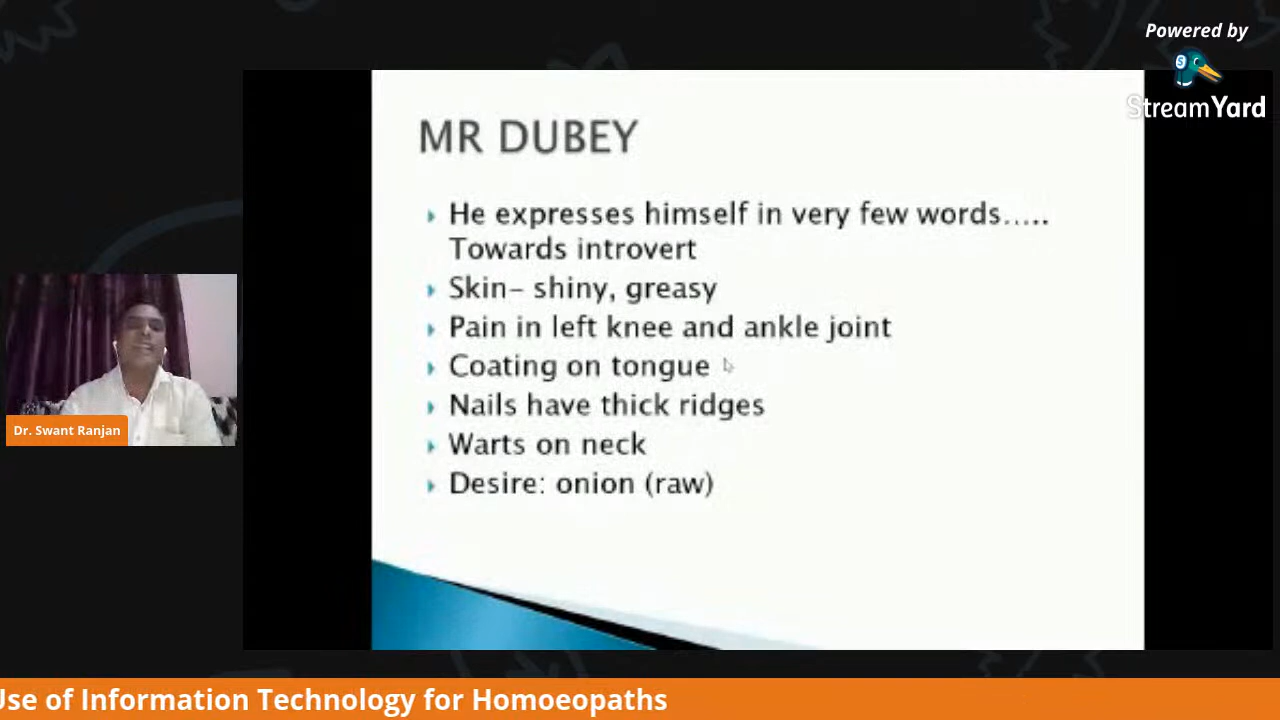 Powered by
StreamYard
MR DUBEY
He expresses himself in very few words.....
Towards introvert
Skin- shiny, greasy
Pain in left knee and ankle joint
Coating on tongue
Nails have thick ridges
Warts on neck
Desire: onion (raw)
Dr. Swant Ranjan
Use of Information Technology for Homoeopaths